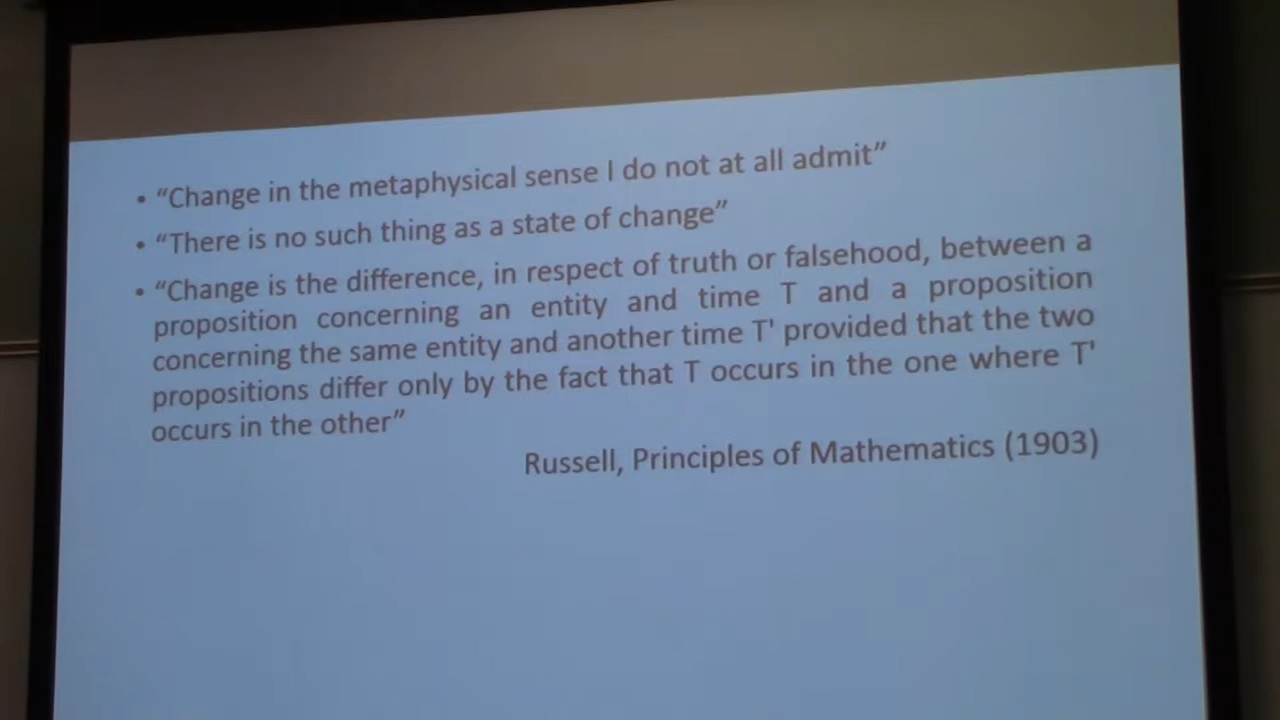 • “Change in the metaphysical sense I do not at all admit”
• “There is no such thing as a state of change”
• “Change is the difference, in respect of truth or falsehood, between a
proposition concerning an entity and time T and a proposition
concerning the same entity and another time T' provided that the two
propositions differ only by the fact that T occurs in the one where T'
occurs in the other”
Russell, Principles of Mathematics (1903)